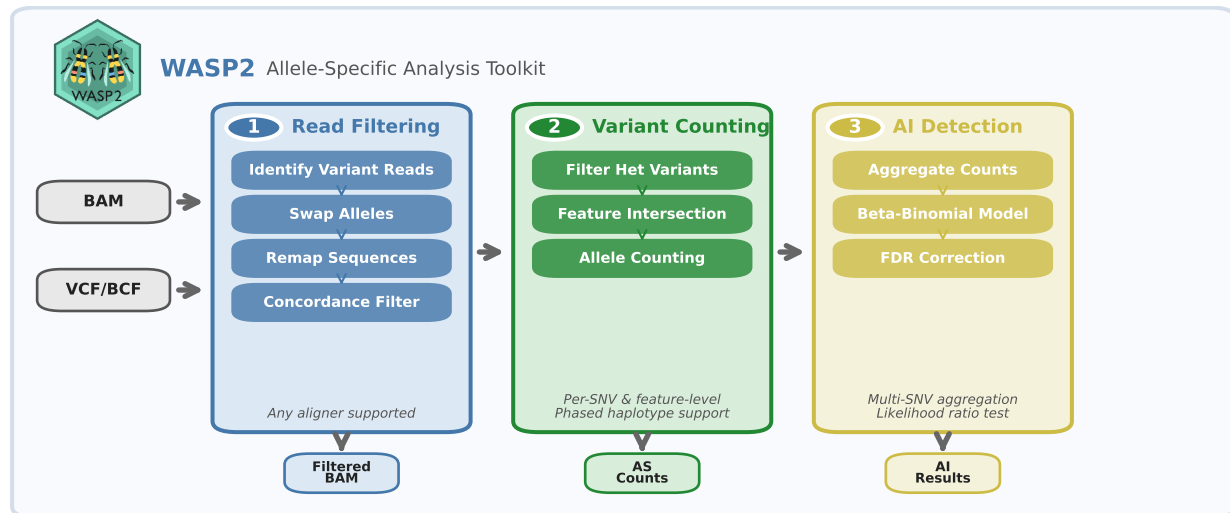 WASP2
WASP2 Allele-Specific Analysis Toolkit
BAM
VCF/BCF
1 Read Filtering
Identify Variant Reads
Swap Alleles
Remap Sequences
Concordance Filter
Any aligner supported
Filtered
BAM
2 Variant Counting
Filter Het Variants
Feature Intersection
Allele Counting
Per-SNV & feature-level
Phased haplotype support
AS
Counts
3 AI Detection
Aggregate Counts
Beta-Binomial Model
FDR Correction
Multi-SNV aggregation
Likelihood ratio test
AI
Results